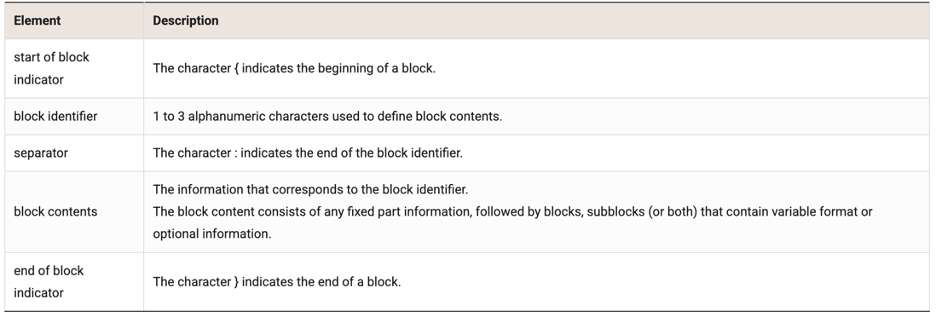 Element Description
start of block
indicator
The character { indicates the beginning of a block.
block identifier 1 to 3 alphanumeric characters used to define block contents.
separator The character : indicates the end of the block identifier.
block contents
The information that corresponds to the block identifier.
The block content consists of any fixed part information, followed by blocks, subblocks (or both) that contain variable format or
optional information.
end of block
indicator
The character } indicates the end of a block.